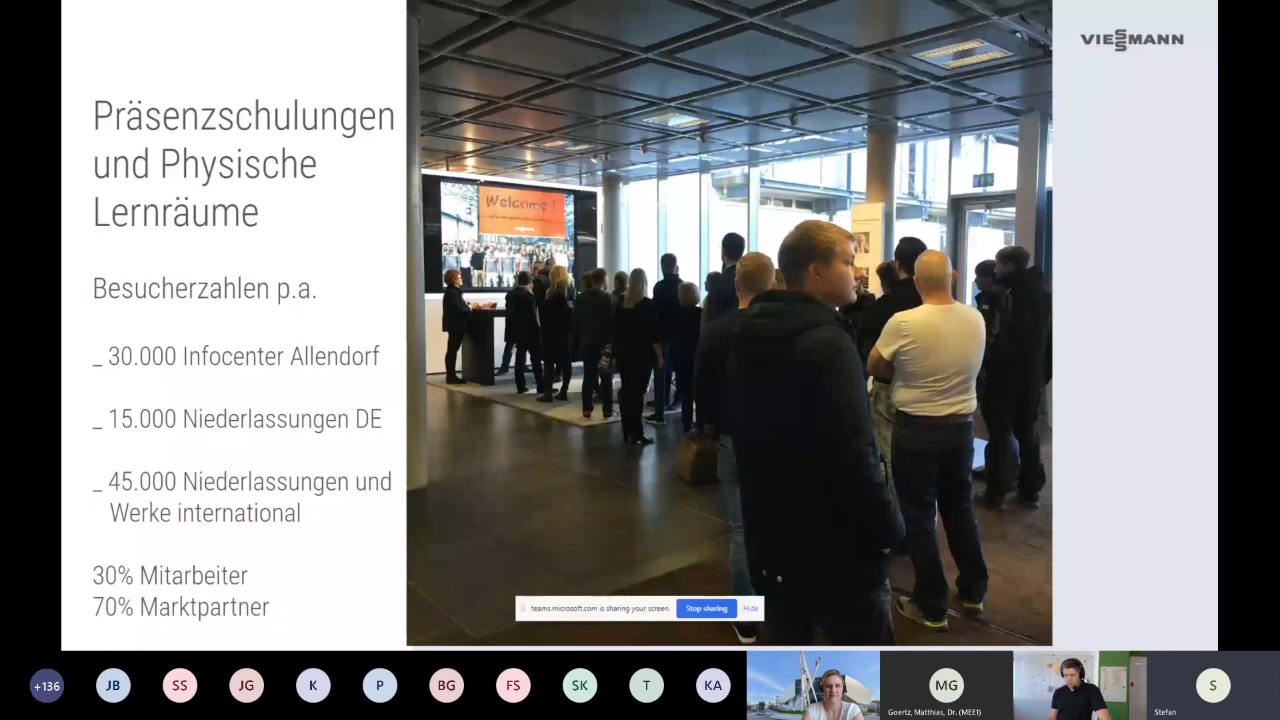 Präsenzschulungen
und Physische
Lernräume
Besucherzahlen p.a.
_ 30.000 Infocenter Allendorf
_ 15.000 Niederlassungen DE
_ 45.000 Niederlassungen und
Werke international
30% Mitarbeiter
70% Marktpartner
VIESSMANN
Welcome!
teams.microsoft.com is sharing your screen.
Stop sharing
Hide
+136
JB
SS
JG
K
P
BG
FS
SK
T
KA
MG
Goertz, Matthias, Dr. (MEE1)
S
Stefan